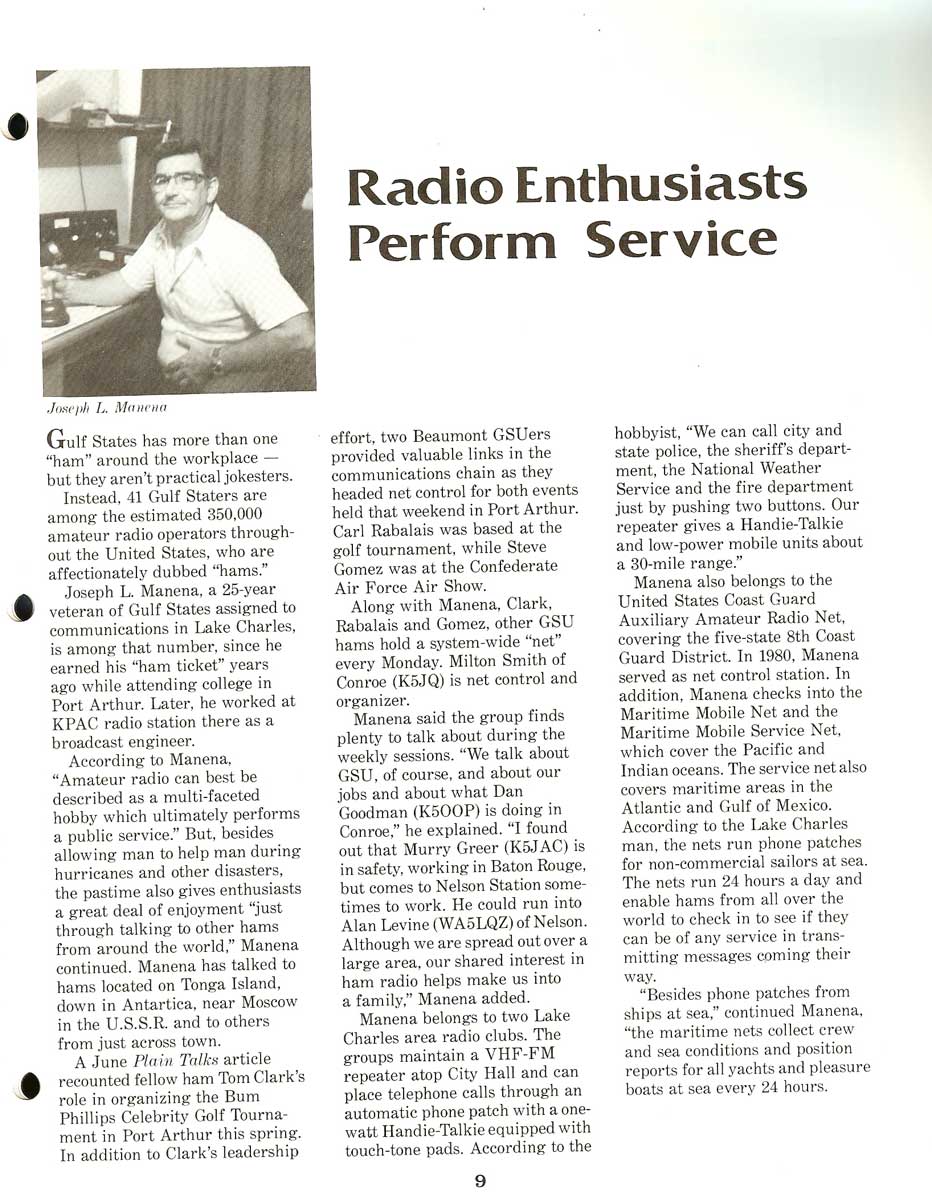 Radio Enthusiasts
Perform Service
Joseph L. Manena
Gulf States has more than one
“ham” around the workplace —
but they aren’t practical jokesters.
Instead, 41 Gulf Staters are
among the estimated 350,000
amateur radio operators through-
out the United States, who are
affectionately dubbed “hams.”
Joseph L. Manena, a 25-year
veteran of Gulf States assigned to
communications in Lake Charles,
is among that number, since he
earned his “ham ticket” years
ago while attending college in
Port Arthur. Later, he worked at
KPAC radio station there as a
broadcast engineer.
According to Manena,
“Amateur radio can best be
described as a multi-faceted
hobby which ultimately performs
a public service.” But, besides
allowing man to help man during
hurricanes and other disasters,
the pastime also gives enthusiasts
a great deal of enjoyment “just
through talking to other hams
from around the world,” Manena
continued. Manena has talked to
hams located on Tonga Island,
down in Antartica, near Moscow
in the U.S.S.R. and to others
from just across town.
A June Plain Talks article
recounted fellow ham Tom Clark’s
role in organizing the Bum
Phillips Celebrity Golf Tourna-
ment in Port Arthur this spring.
In addition to Clark’s leadership
effort, two Beaumont GSUers
provided valuable links in the
communications chain as they
headed net control for both events
held that weekend in Port Arthur.
Carl Rabalais was based at the
golf tournament, while Steve
Gomez was at the Confederate
Air Force Air Show.
Along with Manena, Clark,
Rabalais and Gomez, other GSU
hams hold a system-wide “net”
every Monday. Milton Smith of
Conroe (K5JQ) is net control and
organizer.
Manena said the group finds
plenty to talk about during the
weekly sessions. “We talk about
GSU, of course, and about our
jobs and about what Dan
Goodman (K5OOP) is doing in
Conroe,” he explained. “I found
out that Murry Greer (K5JAC) is
in safety, working in Baton Rouge,
but comes to Nelson Station some-
times to work. He could run into
Alan Levine (WA5LQZ) of Nelson.
Although we are spread out over a
large area, our shared interest in
ham radio helps make us into
a family,” Manena added.
Manena belongs to two Lake
Charles area radio clubs. The
groups maintain a VHF-FM
repeater atop City Hall and can
place telephone calls through an
automatic phone patch with a one-
watt Handie-Talkie equipped with
touch-tone pads. According to the
hobbyist, “We can call city and
state police, the sheriff’s depart-
ment, the National Weather
Service and the fire department
just by pushing two buttons. Our
repeater gives a Handie-Talkie
and low-power mobile units about
a 30-mile range.”
Manena also belongs to the
United States Coast Guard
Auxiliary Amateur Radio Net,
covering the five-state 8th Coast
Guard District. In 1980, Manena
served as net control station. In
addition, Manena checks into the
Maritime Mobile Net and the
Maritime Mobile Service Net,
which cover the Pacific and
Indian oceans. The service net also
covers maritime areas in the
Atlantic and Gulf of Mexico.
According to the Lake Charles
man, the nets run phone patches
for non-commercial sailors at sea.
The nets run 24 hours a day and
enable hams from all over the
world to check in to see if they
can be of any service in trans-
mitting messages coming their
way.
“Besides phone patches from
ships at sea,” continued Manena,
“the maritime nets collect crew
and sea conditions and position
reports for all yachts and pleasure
boats at sea every 24 hours.
9